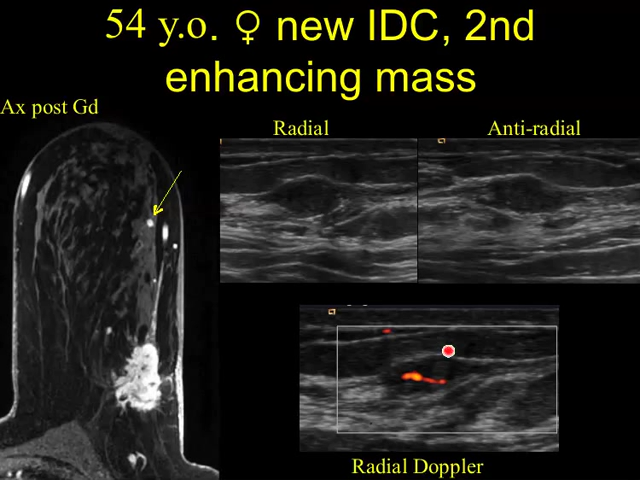 54 y.o. ♀ new IDC, 2nd
enhancing mass
Ax post Gd
Radial
Anti-radial
Radial Doppler